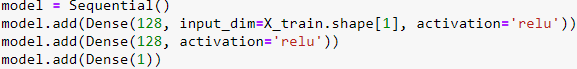 model = Sequential()
model.add(Dense(128, input_dim=X_train.shape[1], activation='relu'))
model.add(Dense(128, activation='relu'))
model.add(Dense(1))